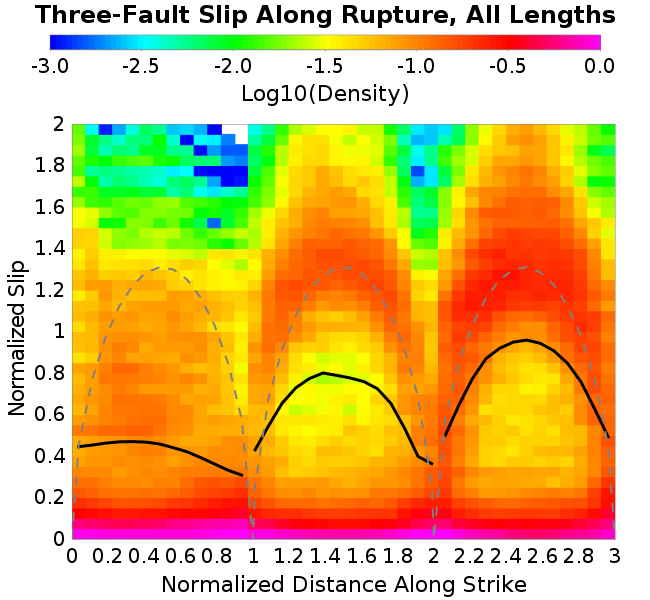 Three-Fault Slip Along Rupture, All Lengths
-3.0 -2.5 -2.0 -1.5 -1.0 -0.5 0.0
Log10(Density)
2
1.8
1.6
1.4
1.2
1
0.8
0.6
0.4
0.2
0
Normalized Slip
0 0.2 0.4 0.6 0.8 1 1.2 1.4 1.6 1.8 2 2.2 2.4 2.6 2.8 3
Normalized Distance Along Strike